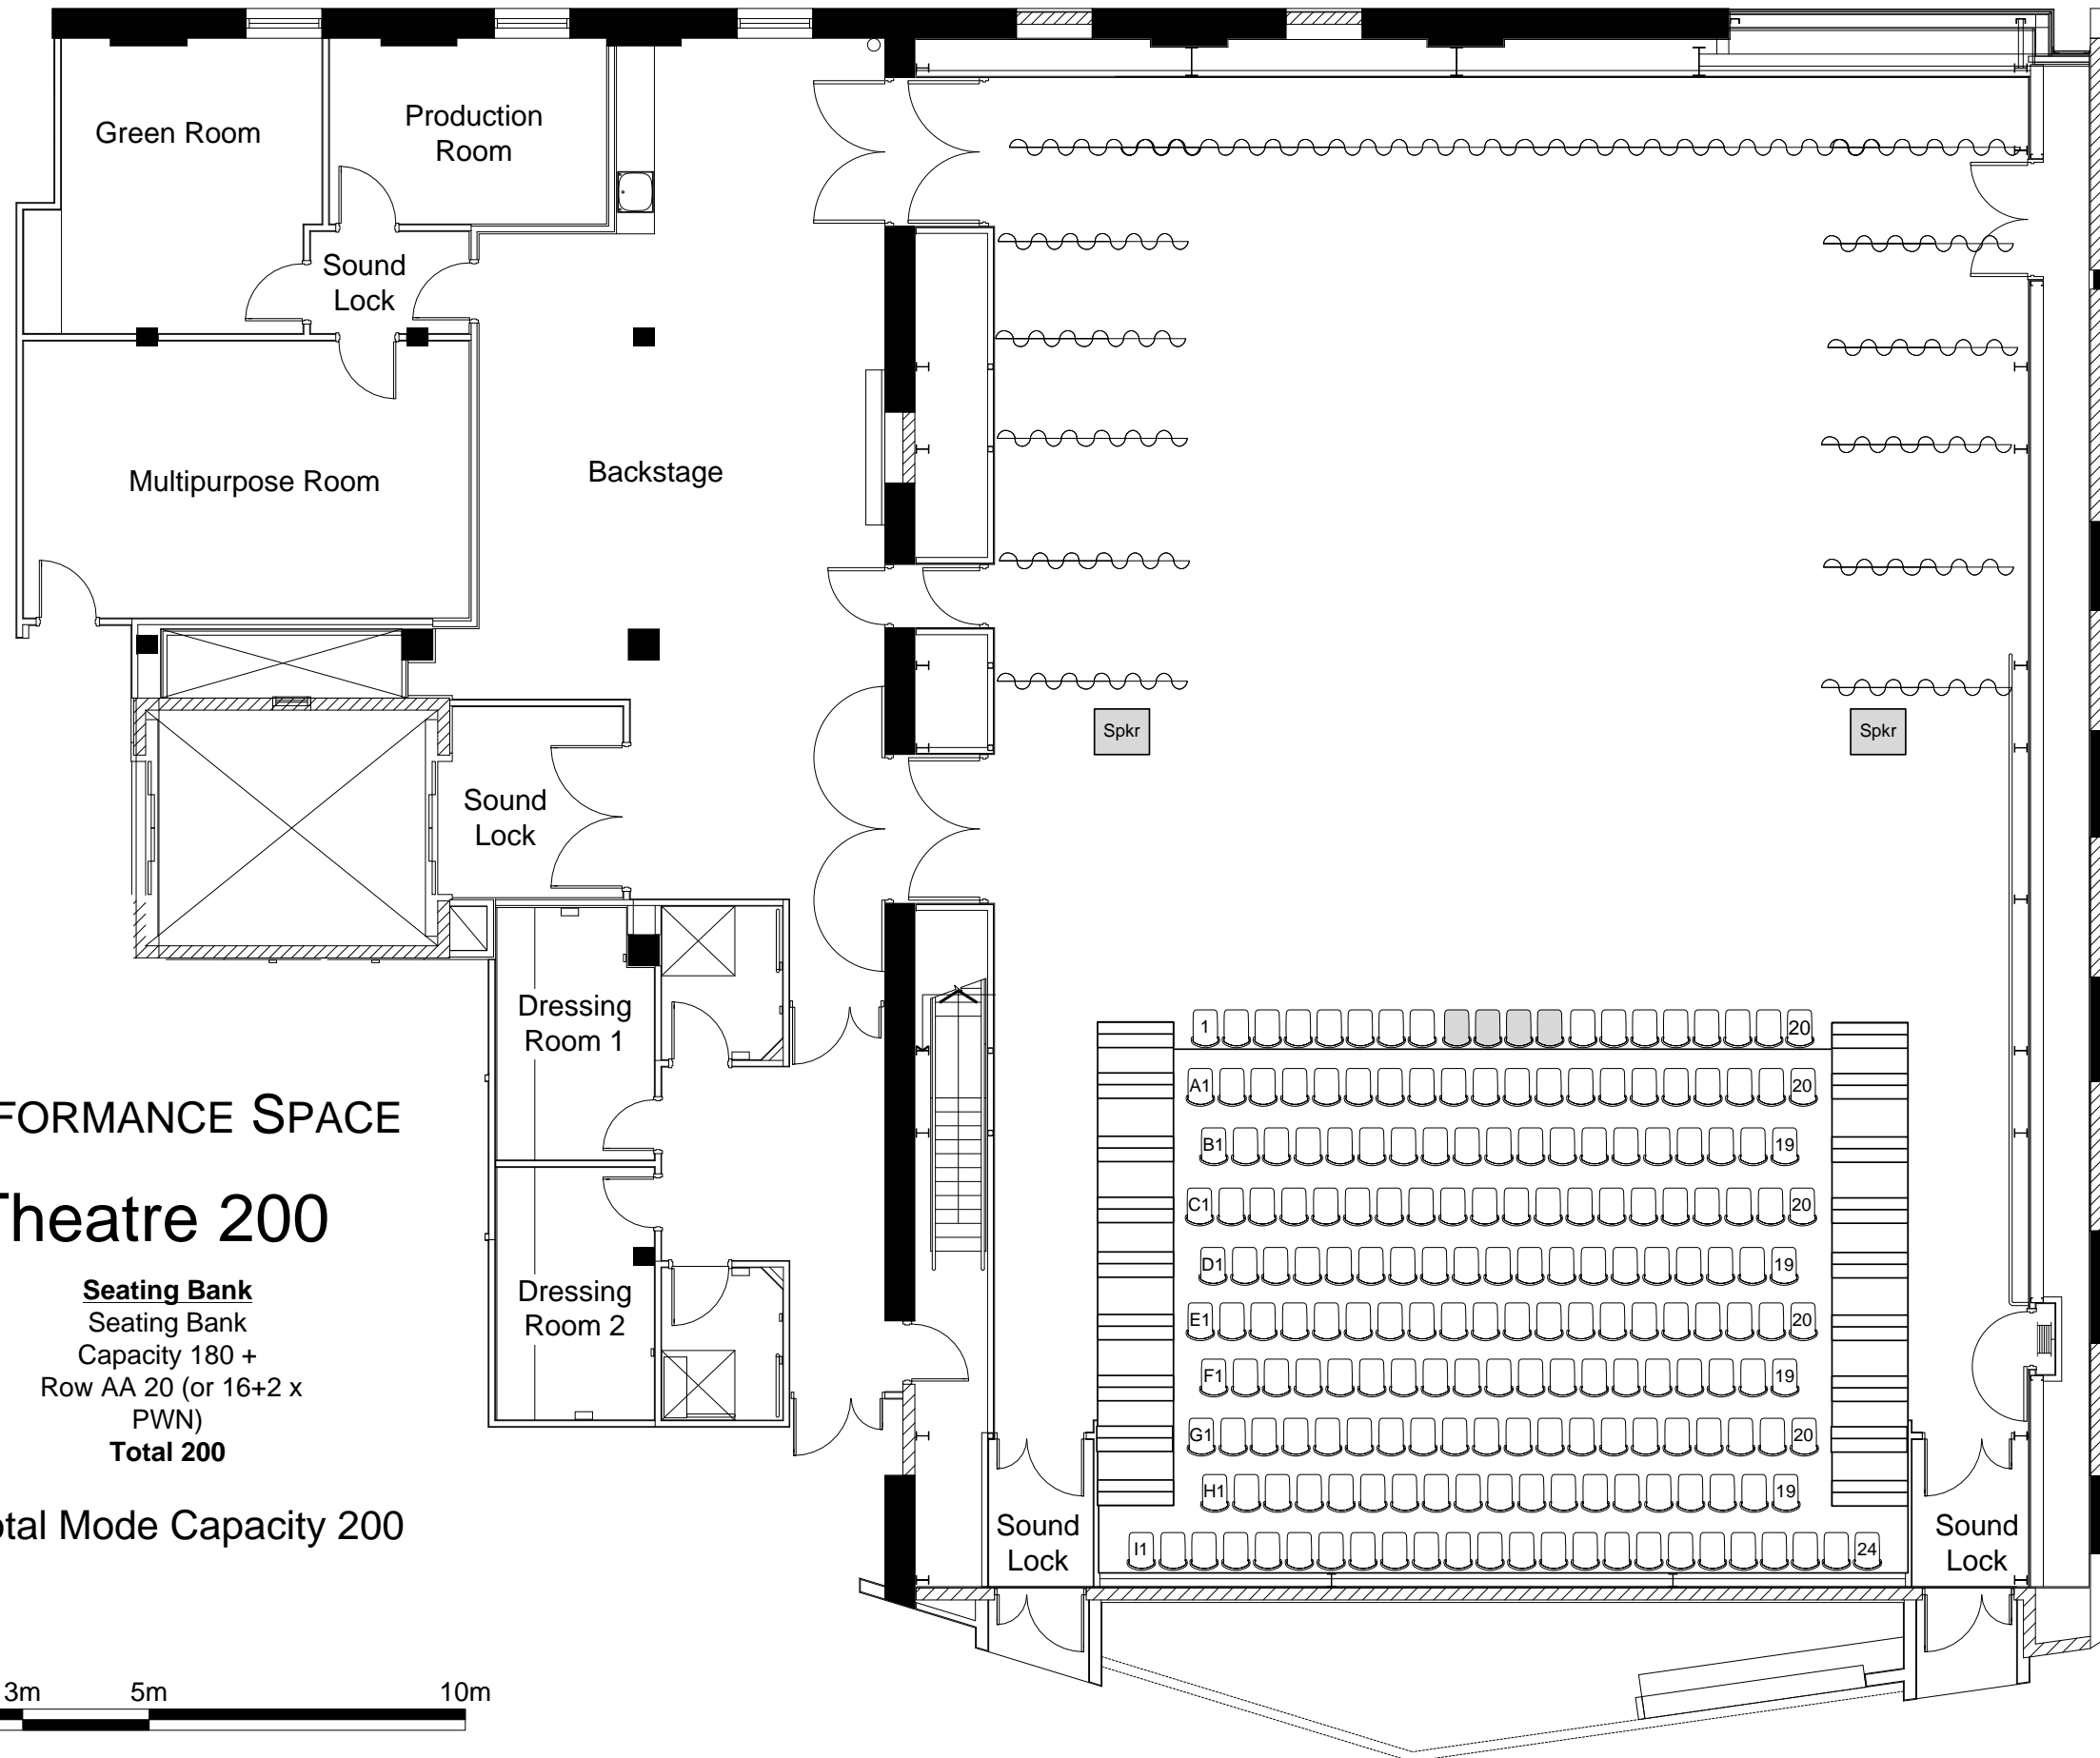 Green Room
Production
Room
Sound
Lock
Multipurpose Room
Backstage
Spkr
Spkr
Sound
Lock
Dressing
Room 1
Dressing
Room 2
FORMANCE SPACE
Theatre 200
Seating Bank
Seating Bank
Capacity 180 +
Row AA 20 (or 16+2 x
PWN)
Total 200
otal Mode Capacity 200
1 20
A1 20
B1 19
C1 20
D1 19
E1 20
F1 19
G1 20
H1 19
I1 24
Sound
Lock
Sound
Lock
3m 5m 10m